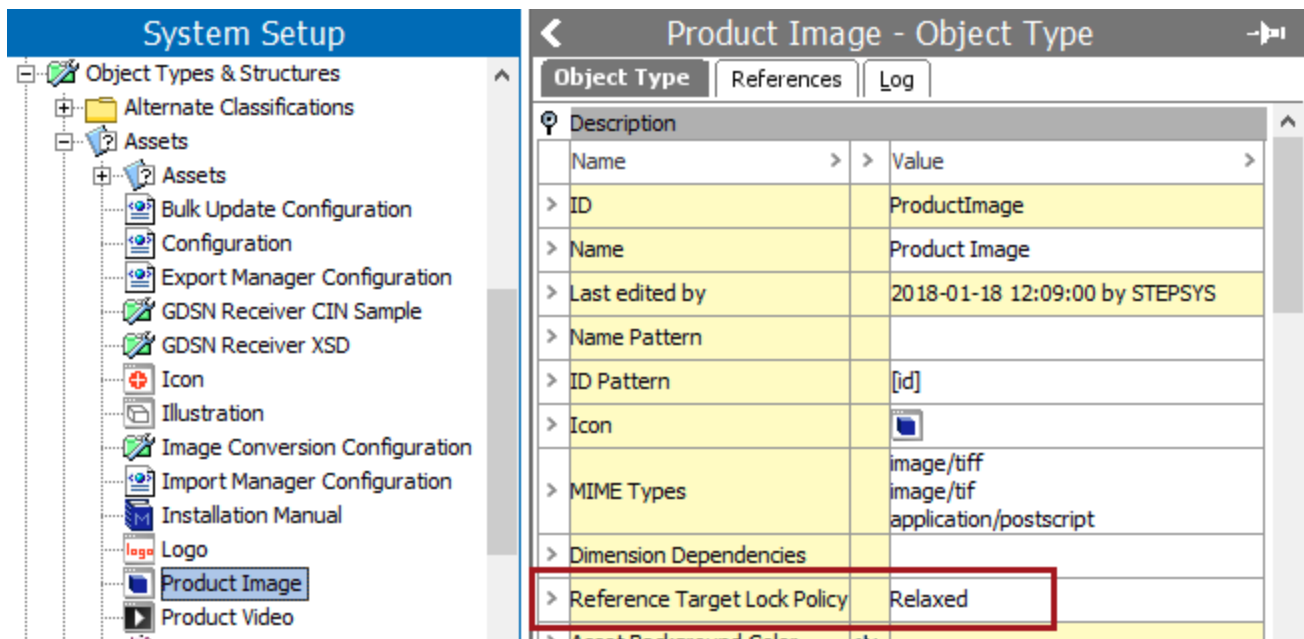 System Setup
Object Types & Structures
Alternate Classifications
Assets
Assets
Bulk Update Configuration
Configuration
Export Manager Configuration
GDSN Receiver CIN Sample
GDSN Receiver XSD
Icon
Illustration
Image Conversion Configuration
Import Manager Configuration
Installation Manual
logo Logo
Product Image
Product Video
Product Image - Object Type
Object Type References Log
Description
Name > > Value >
> ID ProductImage
> Name Product Image
> Last edited by 2018-01-18 12:09:00 by STEPSYS
> Name Pattern
> ID Pattern [id]
> Icon
image/tiff
> MIME Types image/tif
application/postscript
> Dimension Dependencies
> Reference Target Lock Policy Relaxed
> Asset Background Color